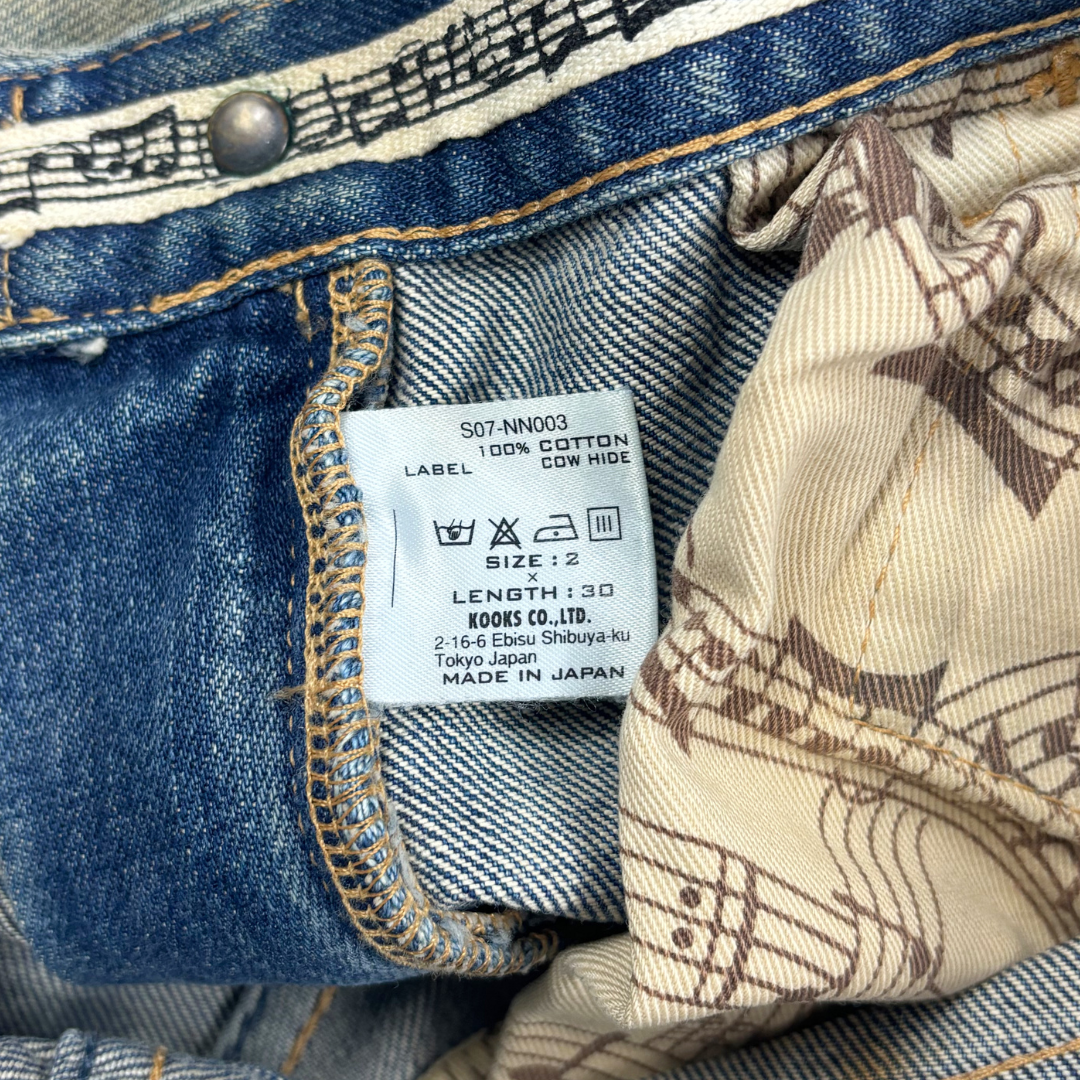 S07-NN003
100% COTTON
LABEL COW HIDE
SIZE : 2
×
LENGTH : 30
KOOKS CO.,LTD.
2-16-6 Ebisu Shibuya-ku
Tokyo Japan
MADE IN JAPAN